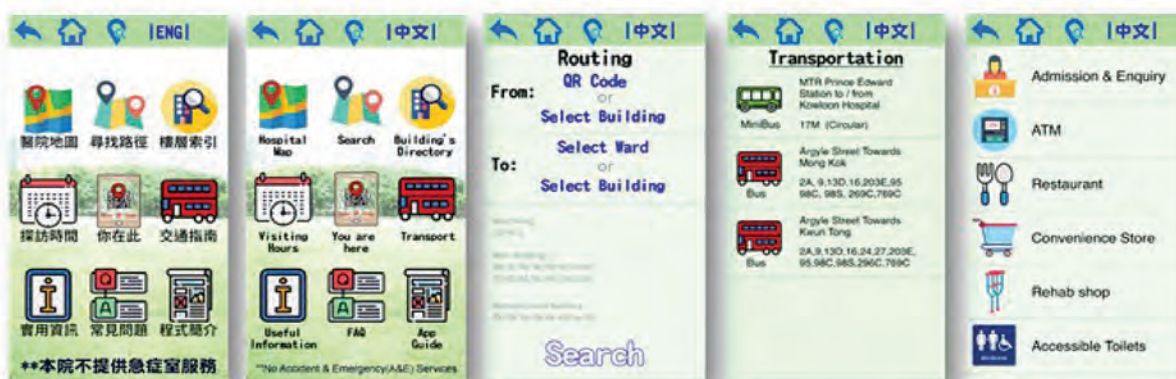 |ENG|
醫院地圖 尋找路徑 樓層索引
探訪時間 你在此 交通指南
實用資訊 常見問題 程式簡介
**本院不提供急症室服務
|中文|
Hospital Map
Search
Building's Directory
Visiting Hours
You are here
Transport
Useful Information
FAQ
App Guide
**No Accident & Emergency(A&E) Services
|中文|
Routing
From: QR Code
or
Select Building
To: Select Ward
or
Select Building
Search
|中文|
Transportation
MTR Prince Edward
Station to / from
Kowloon Hospital
MiniBus 17M (Circular)
Argyle Street Towards
Mong Kok
2A, 9,13D,16,203E,95
Bus 98C, 98S, 269C,769C
Argyle Street Towards
Kwun Tong
2A,9,13D,16,24,27,203E,
Bus 95,98C,98S,296C,769C
|中文|
Admission & Enquiry
ATM
Restaurant
Convenience Store
Rehab shop
Accessible Toilets